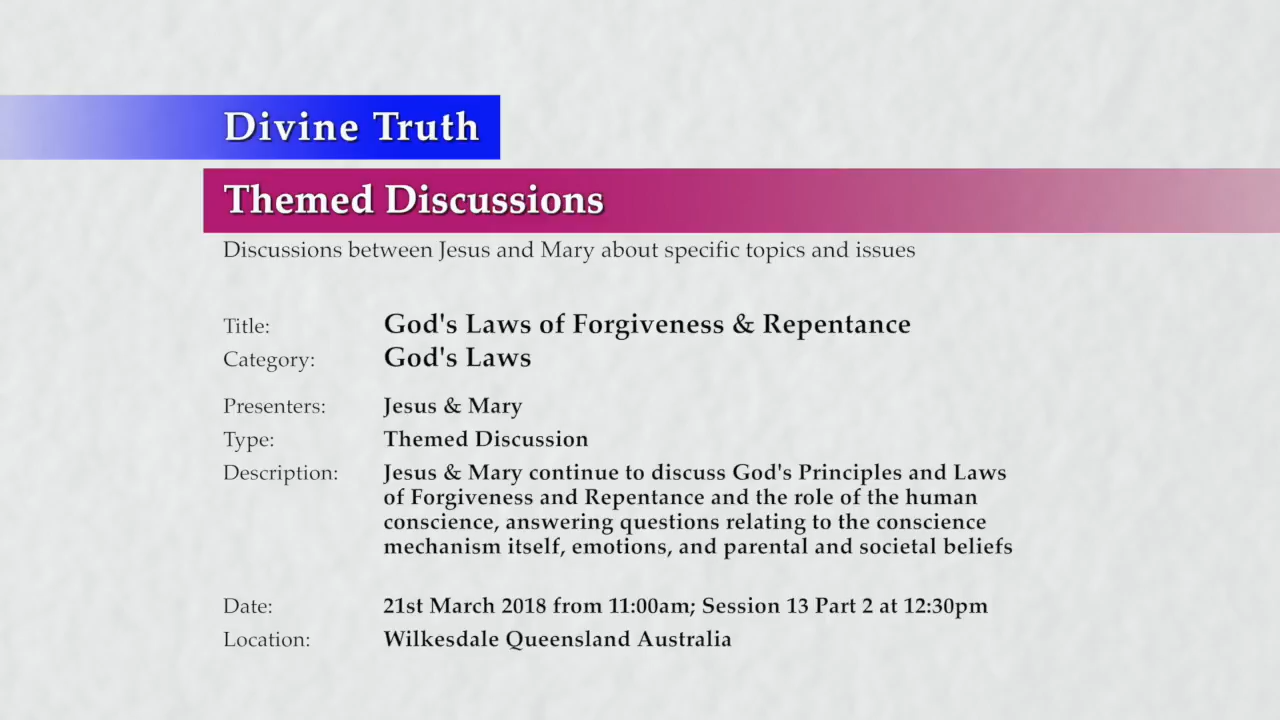 Divine Truth
Themed Discussions
Discussions between Jesus and Mary about specific topics and issues
Title: God's Laws of Forgiveness & Repentance
Category: God's Laws
Presenters: Jesus & Mary
Type: Themed Discussion
Description: Jesus & Mary continue to discuss God's Principles and Laws
of Forgiveness and Repentance and the role of the human
conscience, answering questions relating to the conscience
mechanism itself, emotions, and parental and societal beliefs
Date: 21st March 2018 from 11:00am; Session 13 Part 2 at 12:30pm
Location: Wilkesdale Queensland Australia